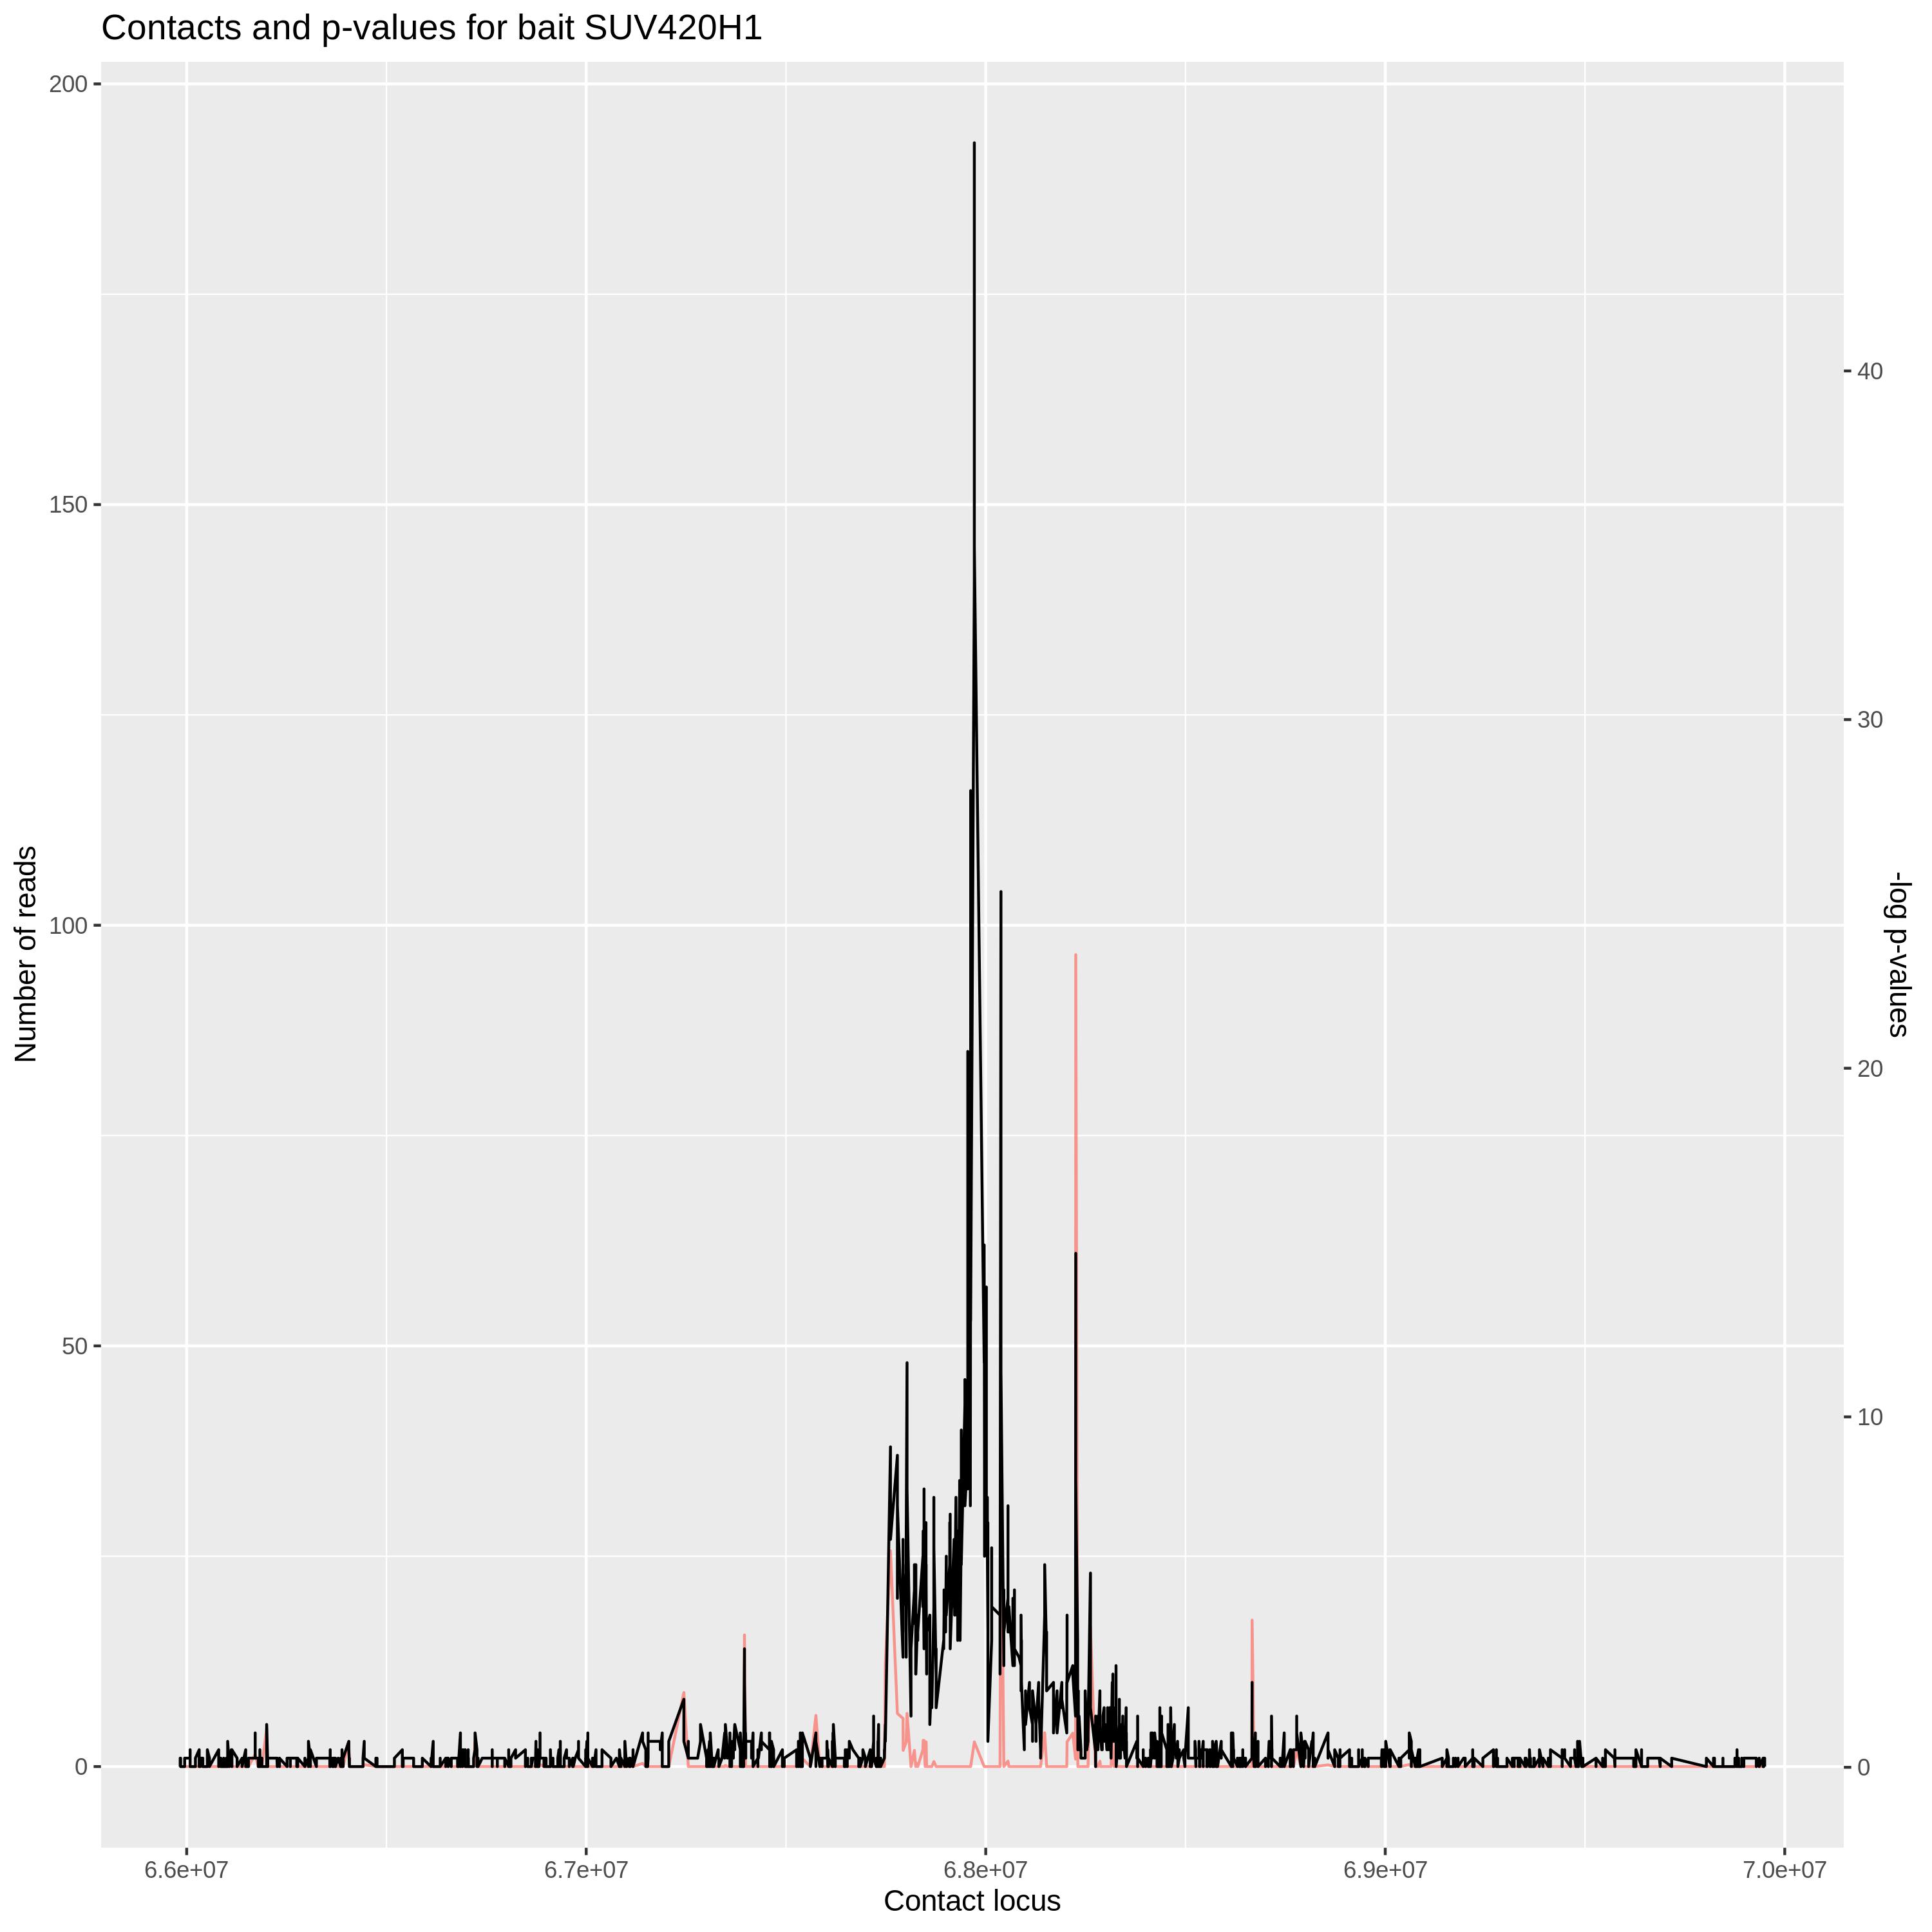 Contacts and p-values for bait SUV420H1
200
150
100
50
0
Number of reads
40
30
20
10
0
-log p-values
6.6e+07 6.7e+07 6.8e+07 6.9e+07 7.0e+07
Contact locus